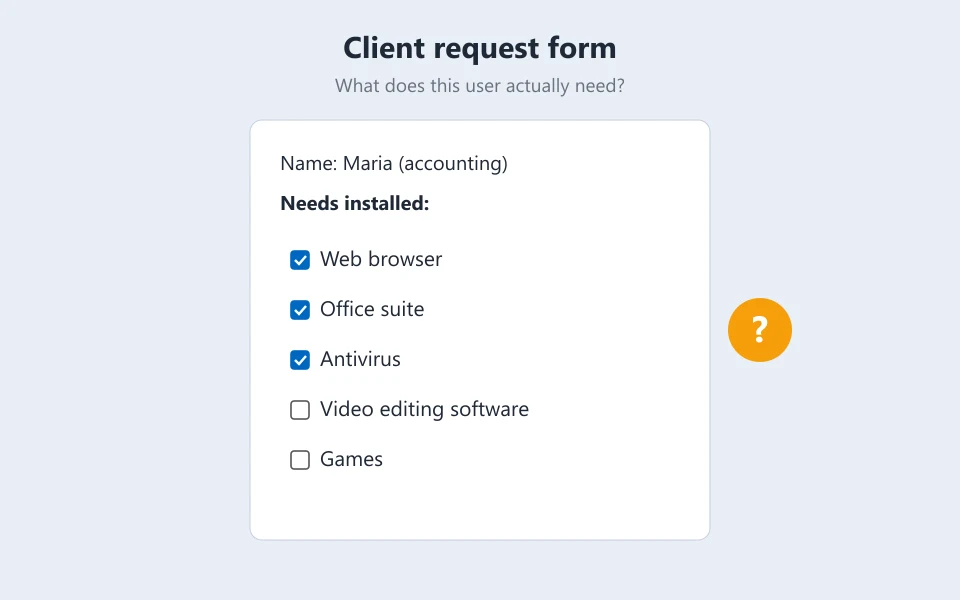 Client request form
What does this user actually need?
Name: Maria (accounting)
Needs installed:
Web browser
Office suite
Antivirus
?
Video editing software
Games